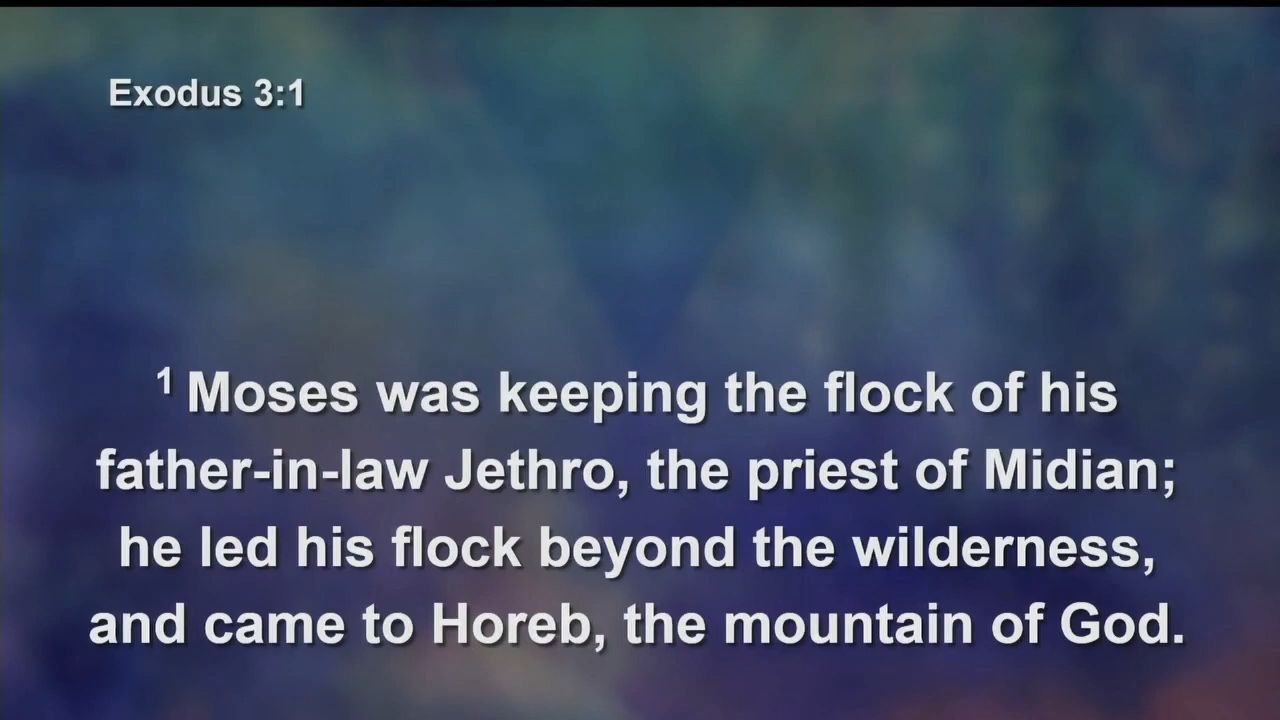 Exodus 3:1
1 Moses was keeping the flock of his
father-in-law Jethro, the priest of Midian;
he led his flock beyond the wilderness,
and came to Horeb, the mountain of God.